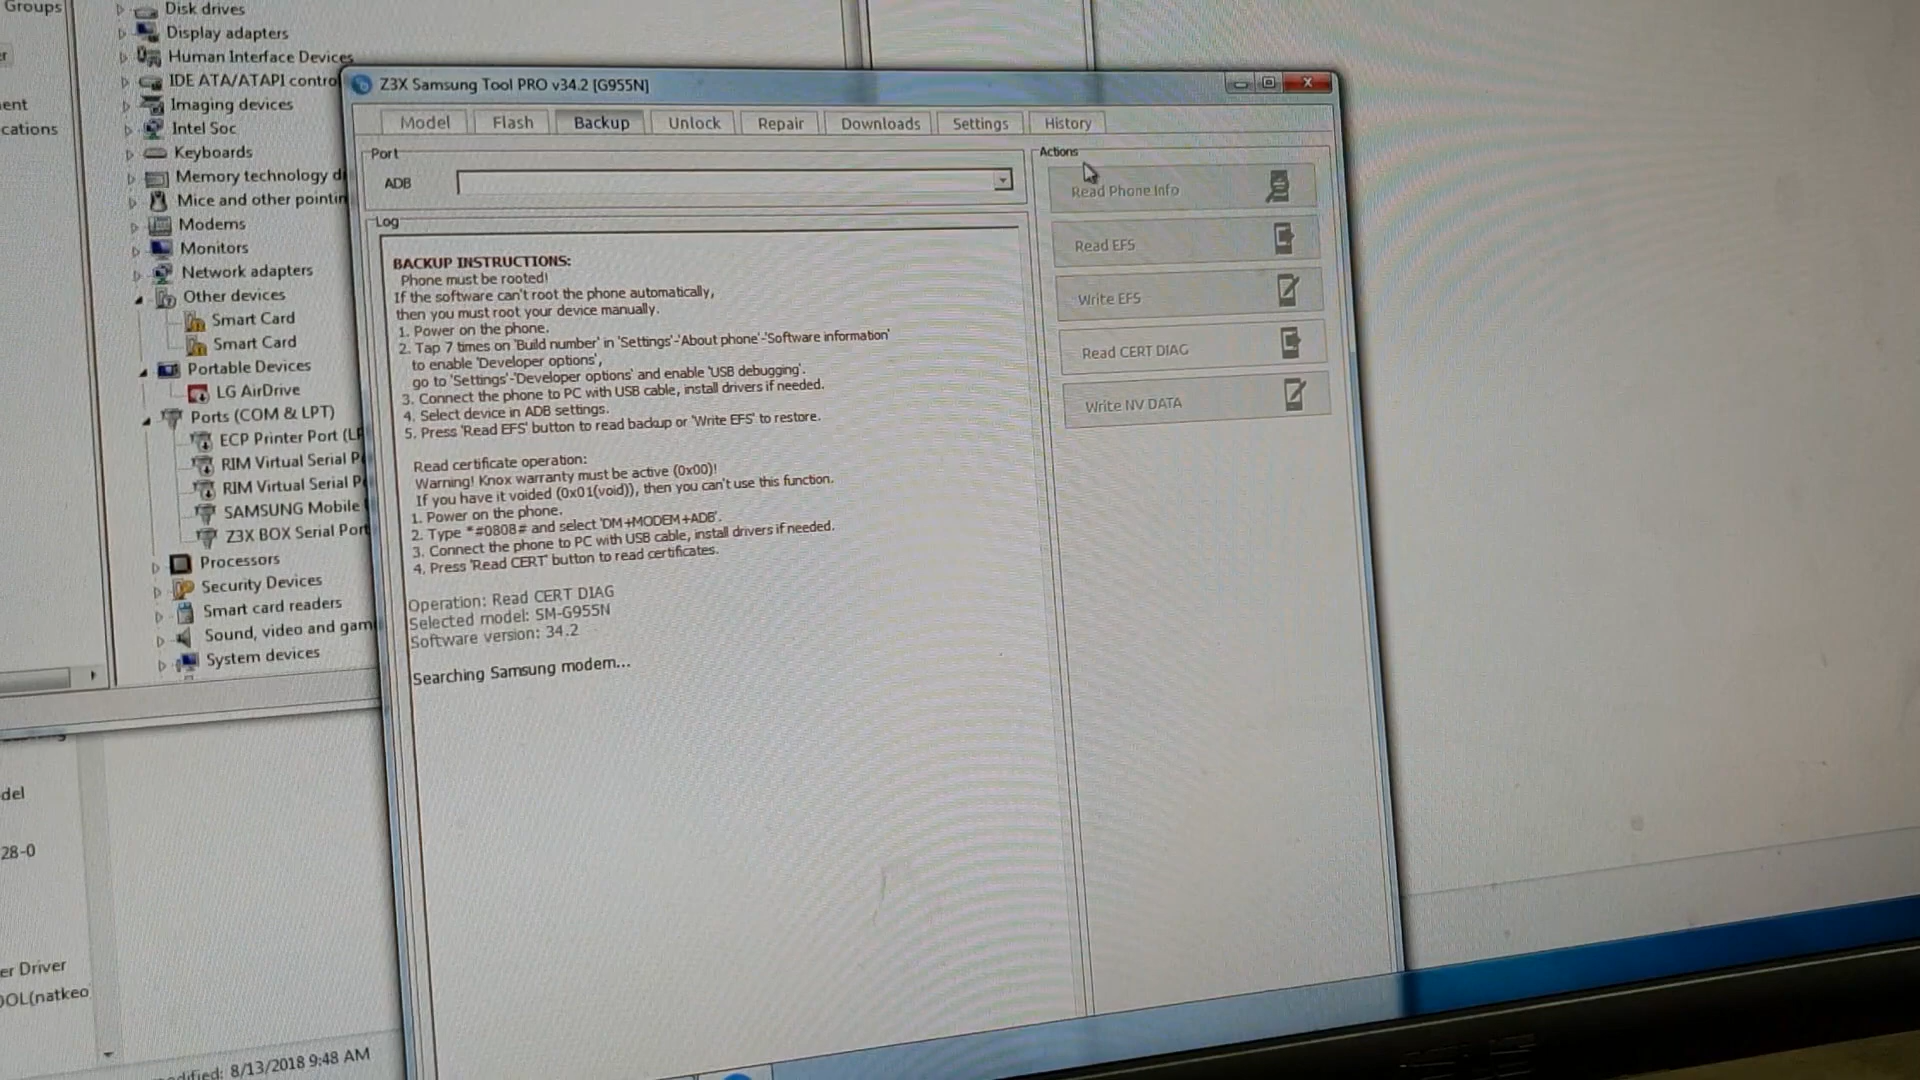 Groups
ent
cations
Disk drives
Display adapters
Human Interface Devices
IDE ATA/ATAPI contro
Imaging devices
Intel Soc
Keyboards
Memory technology d
Mice and other pointin
Modems
Monitors
Network adapters
Other devices
Smart Card
Smart Card
Portable Devices
LG AirDrive
Ports (COM & LPT)
ECP Printer Port (LP
RIM Virtual Serial P
RIM Virtual Serial P
SAMSUNG Mobile
Z3X BOX Serial Port
Processors
Security Devices
Smart card readers
Sound, video and gam
System devices
Z3X Samsung Tool PRO v34.2 [G955N]
Model Flash Backup Unlock Repair Downloads Settings History
Port
ADB
Log
BACKUP INSTRUCTIONS:
Phone must be rooted!
If the software can't root the phone automatically,
then you must root your device manually.
1. Power on the phone.
2. Tap 7 times on 'Build number' in 'Settings'-'About phone'-'Software information'
to enable 'Developer options',
go to 'Settings'-'Developer options' and enable 'USB debugging'.
3. Connect the phone to PC with USB cable, install drivers if needed.
4. Select device in ADB settings.
5. Press 'Read EFS' button to read backup or 'Write EFS' to restore.
Read certificate operation:
Warning! Knox warranty must be active (0x00)!
If you have it voided (0x01(void)), then you can't use this function.
1. Power on the phone.
2. Type *#0808# and select 'DM+MODEM+ADB'.
3. Connect the phone to PC with USB cable, install drivers if needed.
4. Press 'Read CERT' button to read certificates.
Operation: Read CERT DIAG
Selected model: SM-G955N
Software version: 34.2
Searching Samsung modem...
Actions
Read Phone Info
Read EFS
Write EFS
Read CERT DIAG
Write NV DATA
del
28-0
er Driver
OOL(natkeo
odified: 8/13/2018 9:48 AM